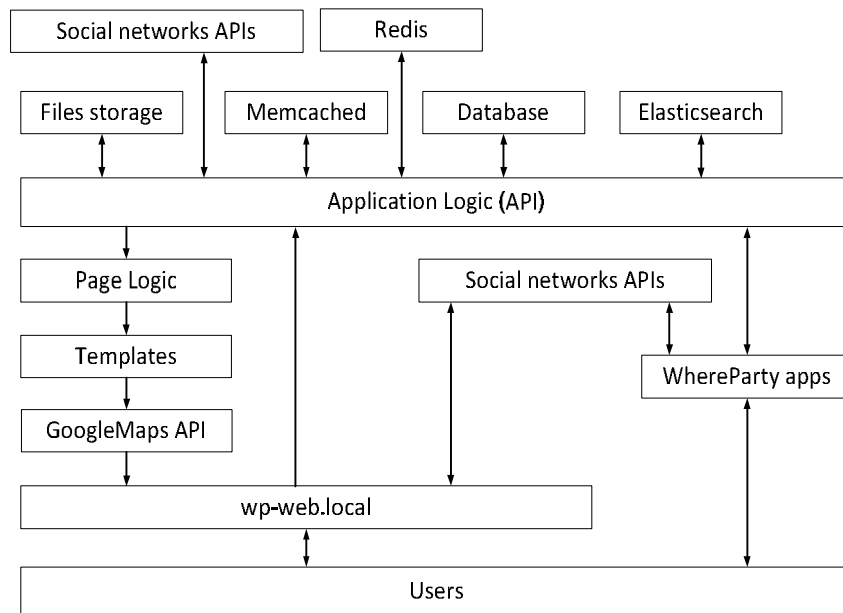 Social networks APIs
Redis
Files storage
Memcached
Database
Elasticsearch
Application Logic (API)
Page Logic
Social networks APIs
Templates
WhereParty apps
GoogleMaps API
wp-web.local
Users